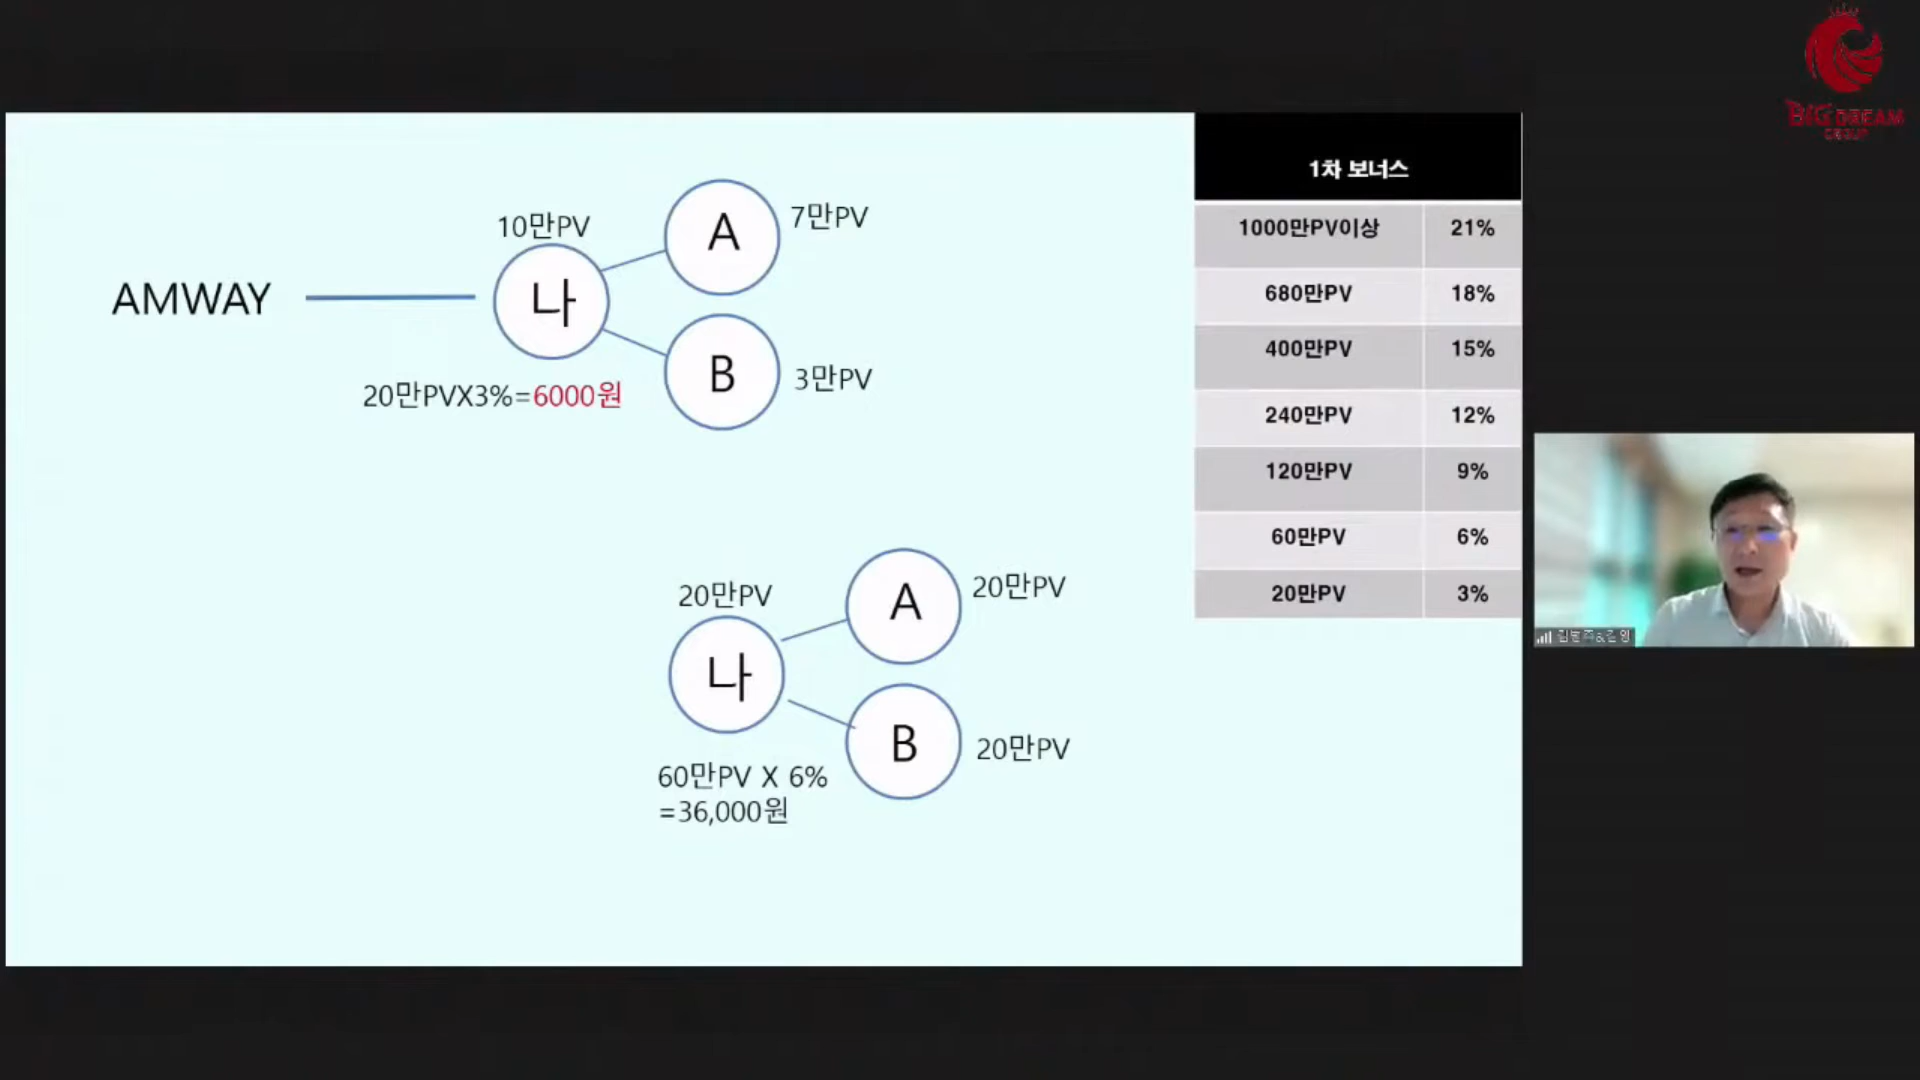 BIG DREAM
GROUP
AMWAY
10만PV
나
20만PVX3%=6000원
A
7만PV
B
3만PV
20만PV
나
60만PV X 6%
=36,000원
A
20만PV
B
20만PV
1차 보너스
1000만PV이상 21%
680만PV 18%
400만PV 15%
240만PV 12%
120만PV 9%
60만PV 6%
20만PV 3%